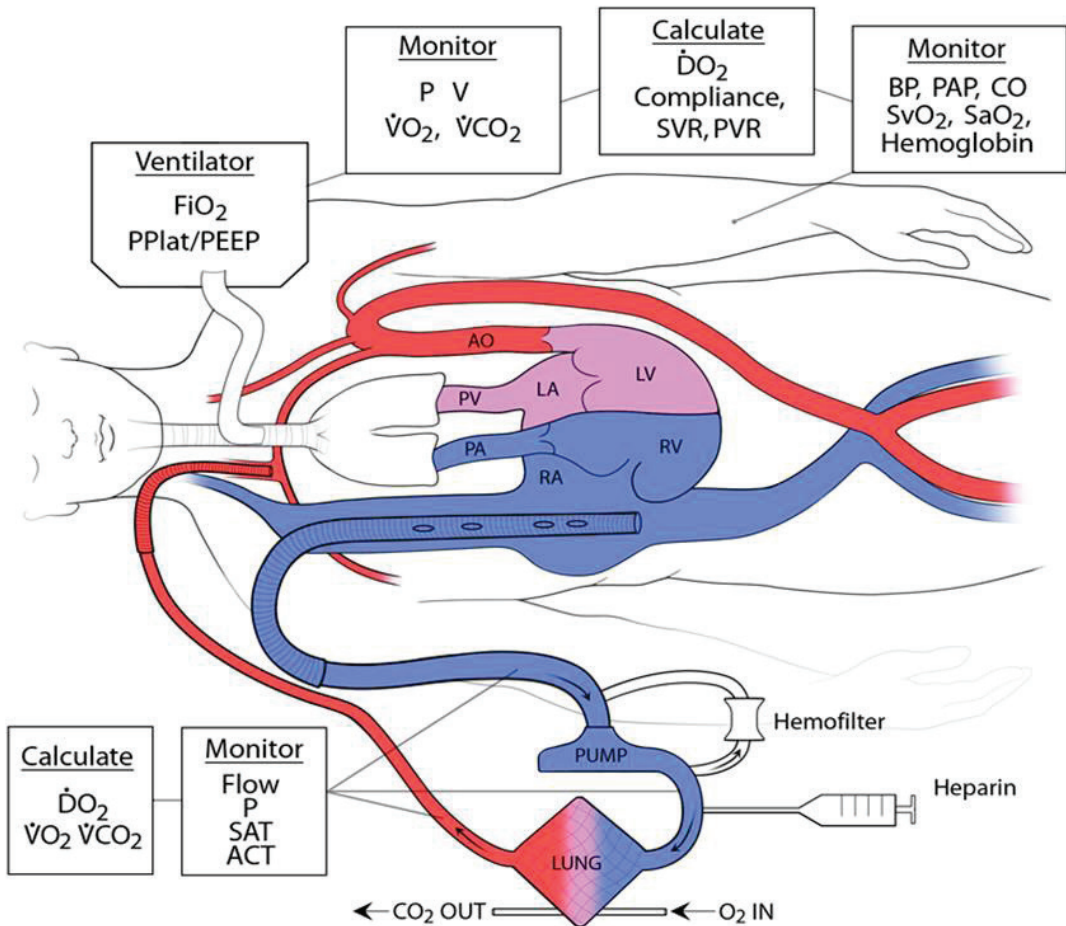 Monitor
P V
V̇O₂, V̇CO₂
Calculate
ḊO₂
Compliance,
SVR, PVR
Monitor
BP, PAP, CO
SvO₂, SaO₂,
Hemoglobin
Ventilator
FiO₂
PPlat/PEEP
AO
LV
LA
PV
PA
RV
RA
Hemofilter
PUMP
Heparin
Calculate
ḊO₂
V̇O₂ V̇CO₂
Monitor
Flow
P
SAT
ACT
LUNG
CO₂ OUT
O₂ IN